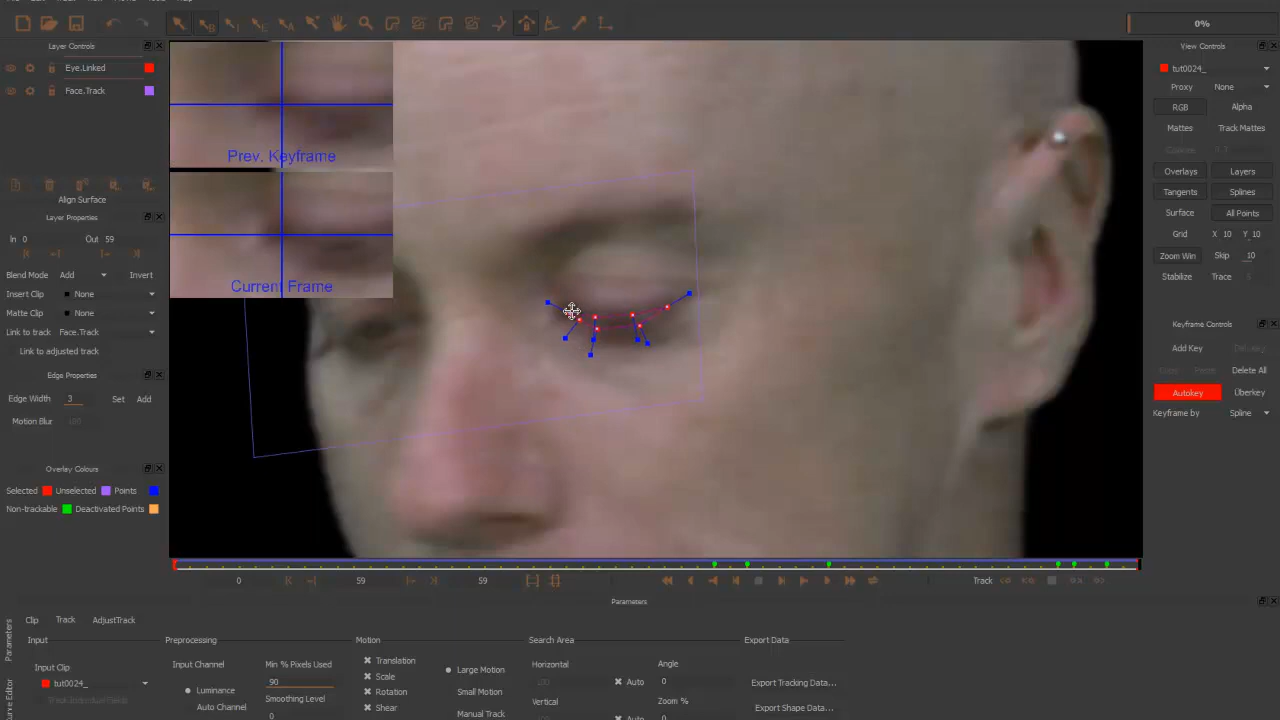 0%
Layer Controls
View Controls
Eye.Linked
tut0024_
Face.Track
Proxy None
RGB Alpha
Mattes Track Mattes
Prev. Keyframe
Overlays Layers
Tangents Splines
Align Surface
Surface All Points
Layer Properties
Grid X 10 Y 10
In 0 Out 59
Zoom Win Skip 10
Blend Mode Add Invert
Stabilize Trace 5
Current Frame
Insert Clip None
Matte Clip None
Keyframe Controls
Link to track Face.Track
Add Key
Link to adjusted track
Delete All
Edge Properties
Autokey Überkey
Edge Width 3 Set Add
Keyframe by Spline
Motion Blur 100
Overlay Colours
Selected Unselected Points
Non-trackable Deactivated Points
0 59 59 Track
Parameters
Clip Track AdjustTrack
Input Preprocessing Motion Search Area Export Data
Input Channel Min % Pixels Used Translation Large Motion Horizontal Angle
Input Clip
Scale
tut0024_ Luminance 90 Rotation Small Motion Auto 0 Export Tracking Data...
Smoothing Level Vertical Zoom %
Auto Channel Shear Manual Track Export Shape Data...
0 Auto 0
Parameters
Curve Editor